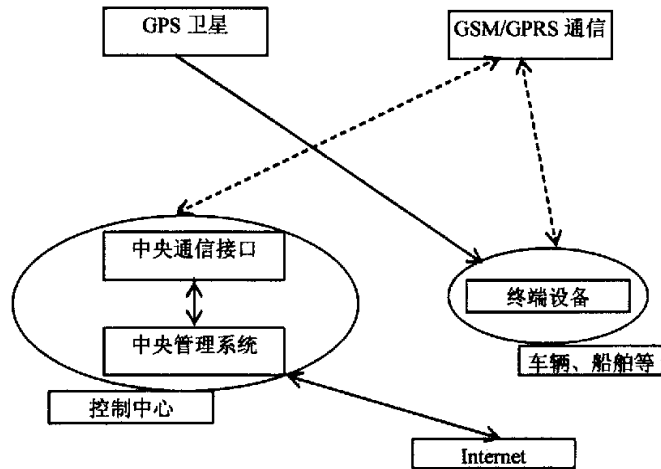 GPS 卫星
GSM/GPRS 通信
中央通信接口
终端设备
中央管理系统
车辆、船舶等
控制中心
Internet